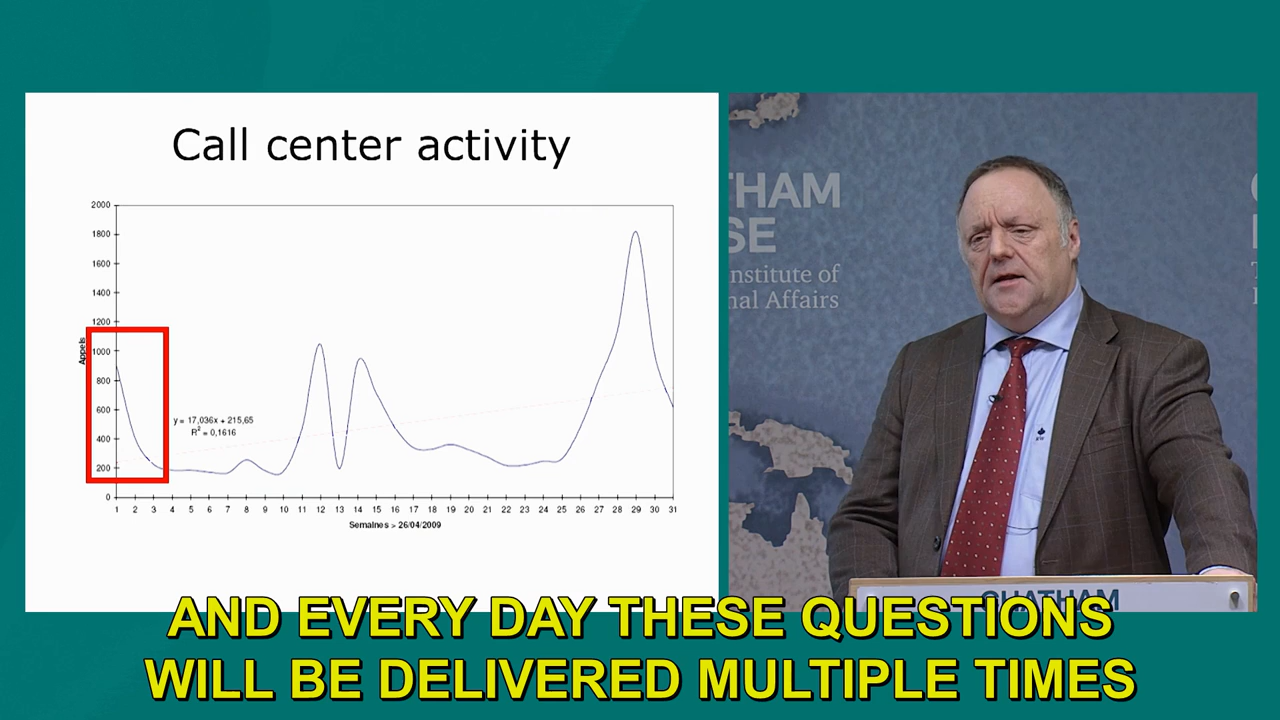 Call center activity
2000
1800
1600
1400
1200
1000
800
600
400
200
0
Appels
y = 17,036x + 215,65
R² = 0,1616
1 2 3 4 5 6 7 8 9 10 11 12 13 14 15 16 17 18 19 20 21 22 23 24 25 26 27 28 29 30 31
Semaines > 26/04/2009
THAM
SE
nstitute of
nal Affairs
CHATHAM
AND EVERY DAY THESE QUESTIONS
WILL BE DELIVERED MULTIPLE TIMES